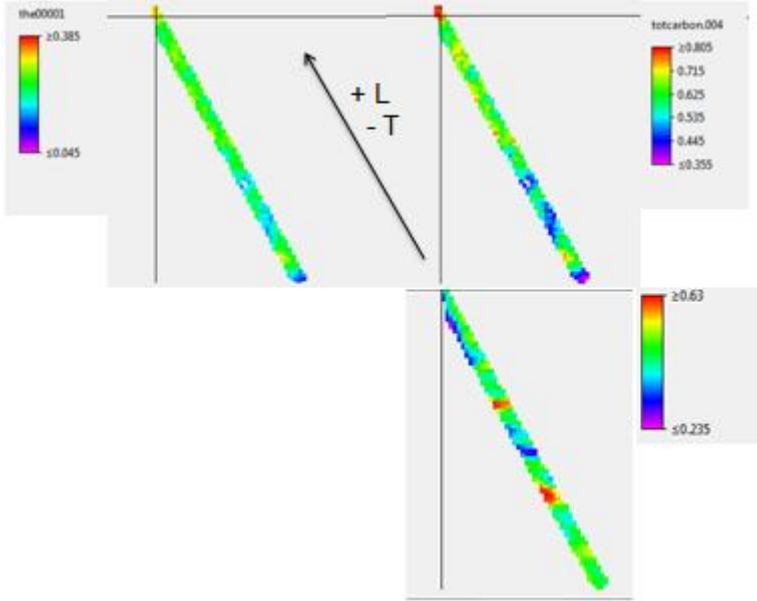 the00001
≥0.385
≤0.045
+ L
- T
totcarbon.004
≥0.805
0.715
0.625
0.535
0.445
≤0.355
≥0.63
≤0.235